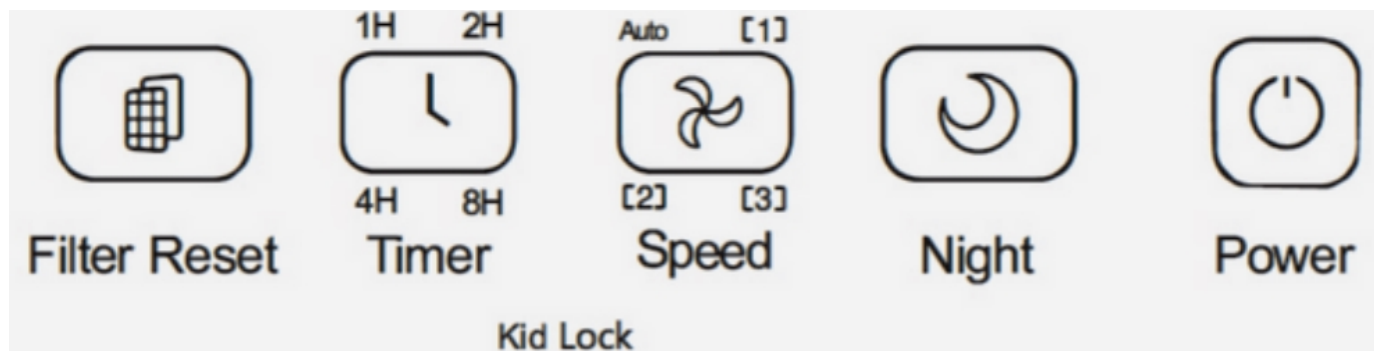 1H 2H
Auto [1]
4H 8H
[2] [3]
Filter Reset
Timer
Speed
Night
Power
Kid Lock